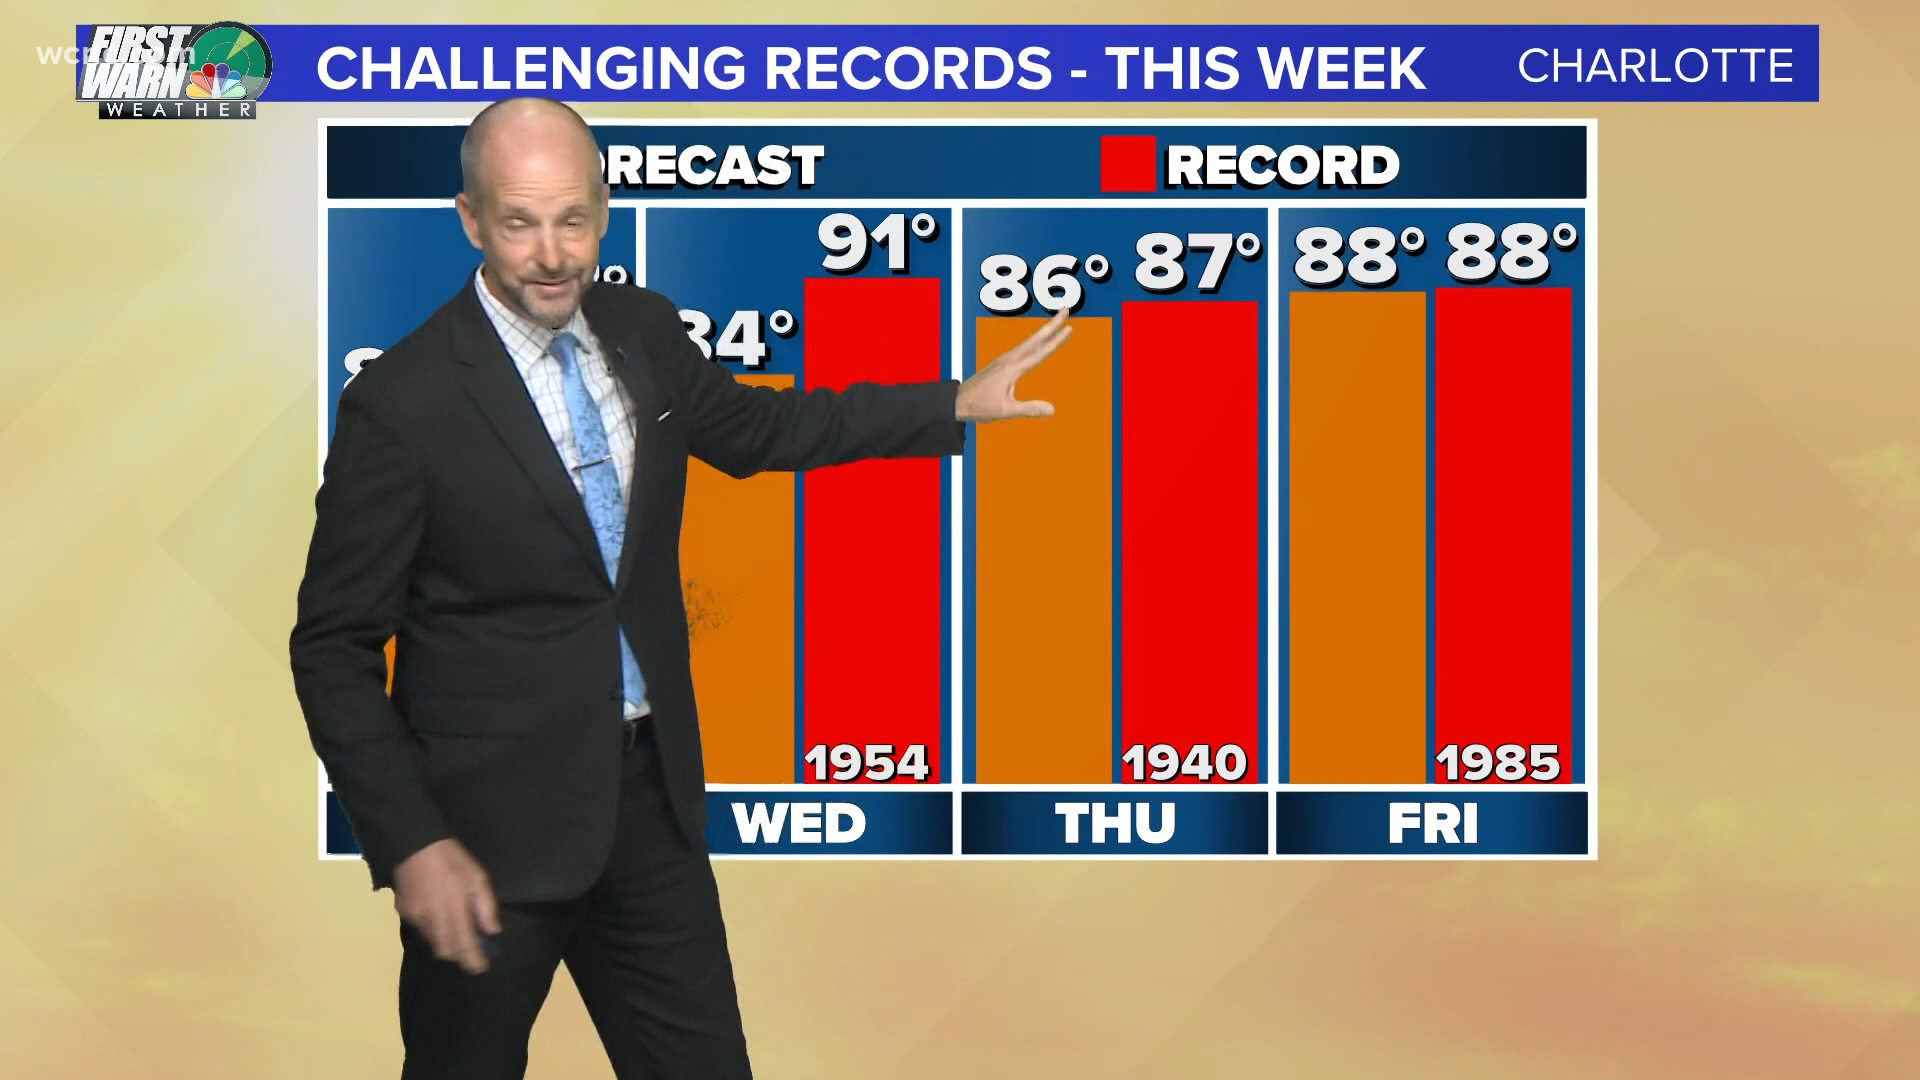 FIRST
WARN
WEATHER
CHALLENGING RECORDS - THIS WEEK
CHARLOTTE
RECORD
91°
84°
86°
87°
88°
88°
1954
1940
1985
WED
THU
FRI